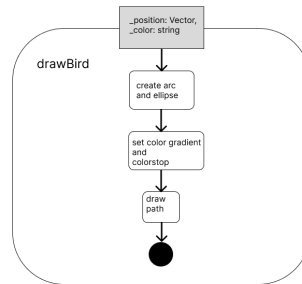 _position: Vector,
_color: string
drawBird
create arc
and ellipse
set color gradient
and
colorstop
draw
path